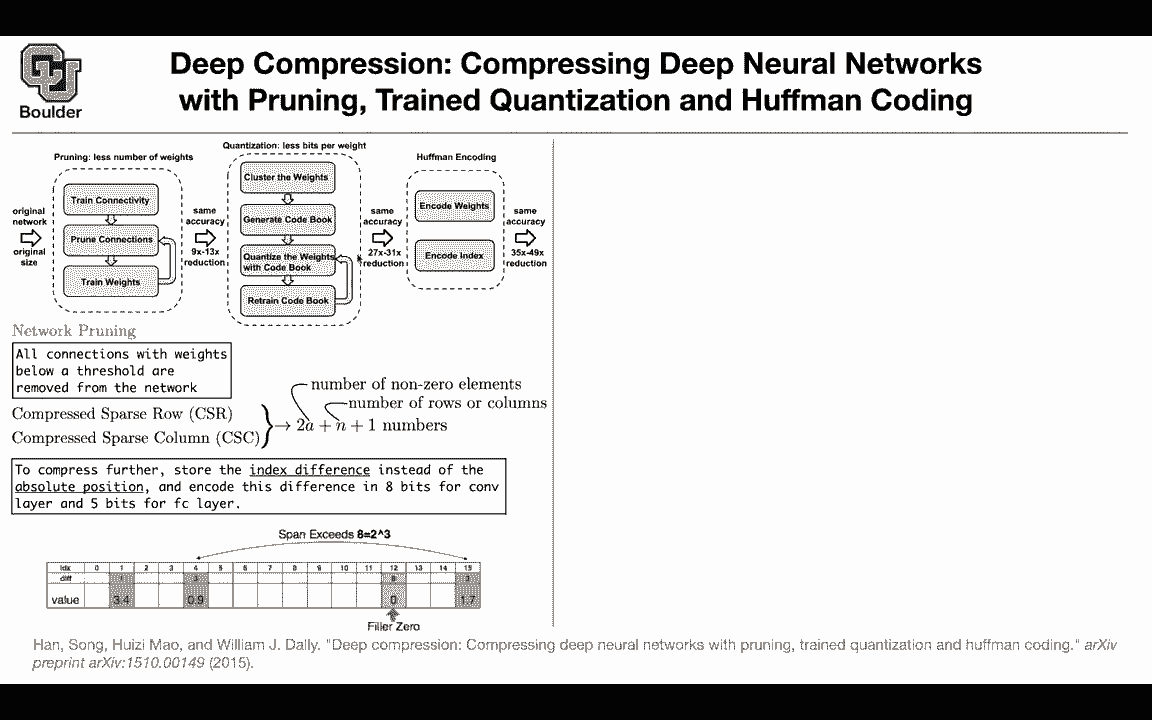 Boulder
Deep Compression: Compressing Deep Neural Networks
with Pruning, Trained Quantization and Huffman Coding
Pruning: less number of weights
Quantization: less bits per weight
Huffman Encoding
original
network
original
size
Train Connectivity
Prune Connections
Train Weights
same
accuracy
9x-13x
reduction
Cluster the Weights
Generate Code Book
Quantize the Weights
with Code Book
Retrain Code Book
same
accuracy
27x-31x
reduction
Encode Weights
Encode Index
same
accuracy
35x-49x
reduction
Network Pruning
All connections with weights
below a threshold are
removed from the network
Compressed Sparse Row (CSR)
Compressed Sparse Column (CSC)
number of non-zero elements
number of rows or columns
→ 2a + n + 1 numbers
To compress further, store the index difference instead of the
absolute position, and encode this difference in 8 bits for conv
layer and 5 bits for fc layer.
Span Exceeds 8=2^3
idx 0 1 2 3 4 5 6 7 8 9 10 11 12 13 14 15
diff 1 3 8 3
value 3.4 0.9 0 1.7
Filler Zero
Han, Song, Huizi Mao, and William J. Dally. "Deep compression: Compressing deep neural networks with pruning, trained quantization and huffman coding." arXiv
preprint arXiv:1510.00149 (2015).